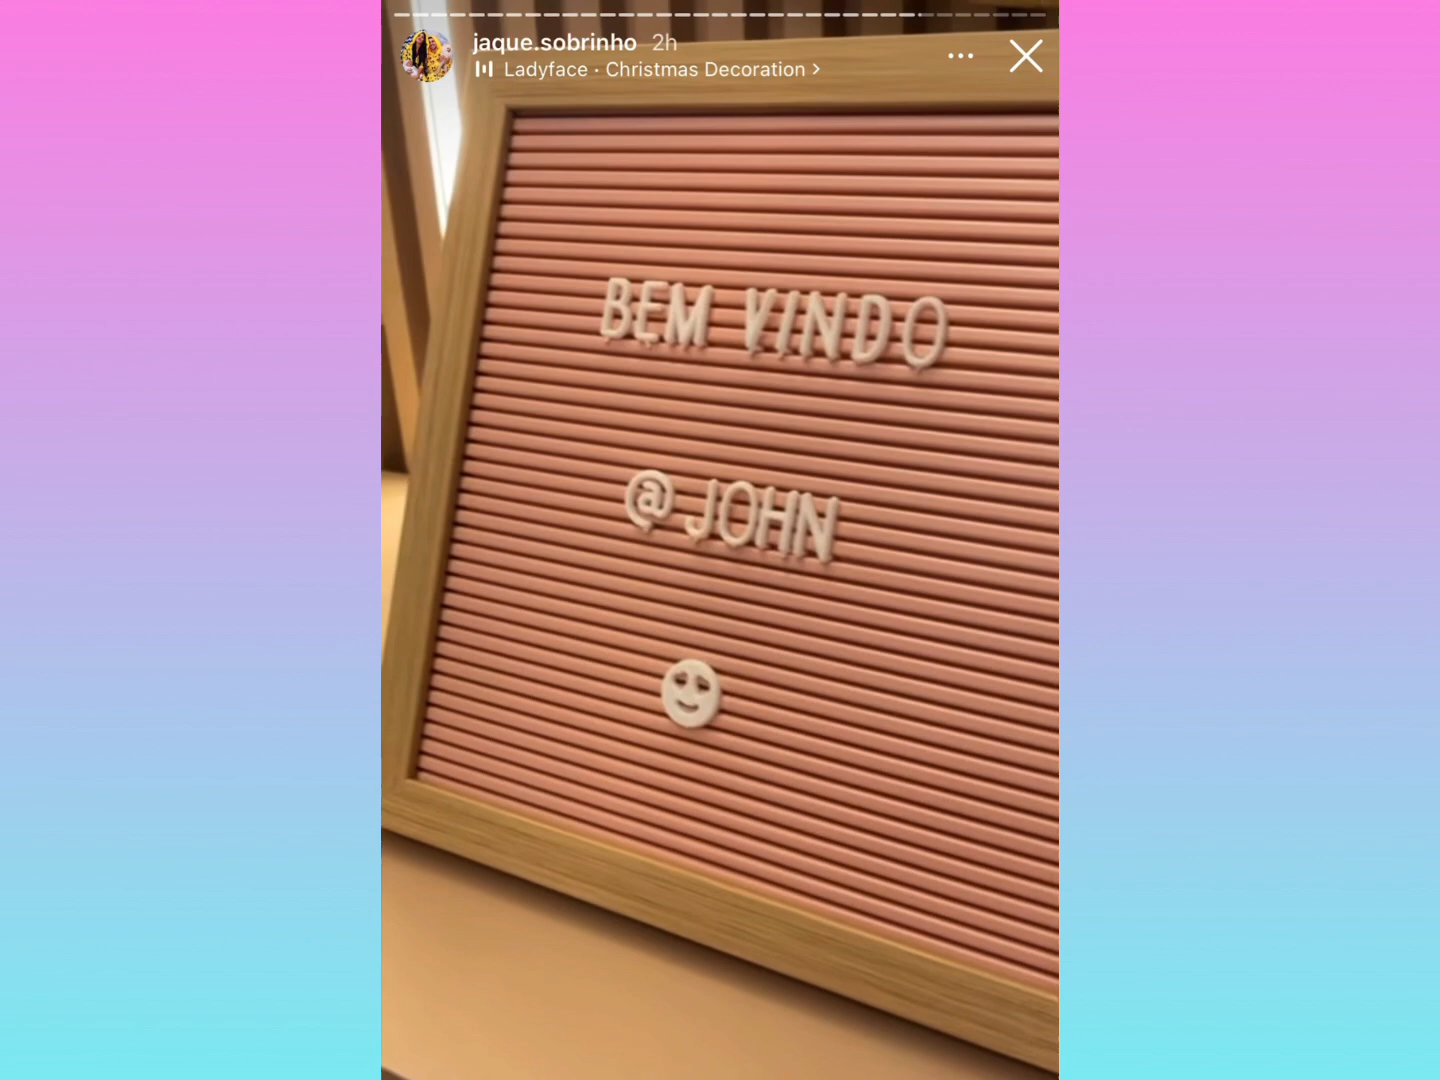 jaque.sobrinho 2h
Ladyface · Christmas Decoration >
BEM VINDO
@JOHN